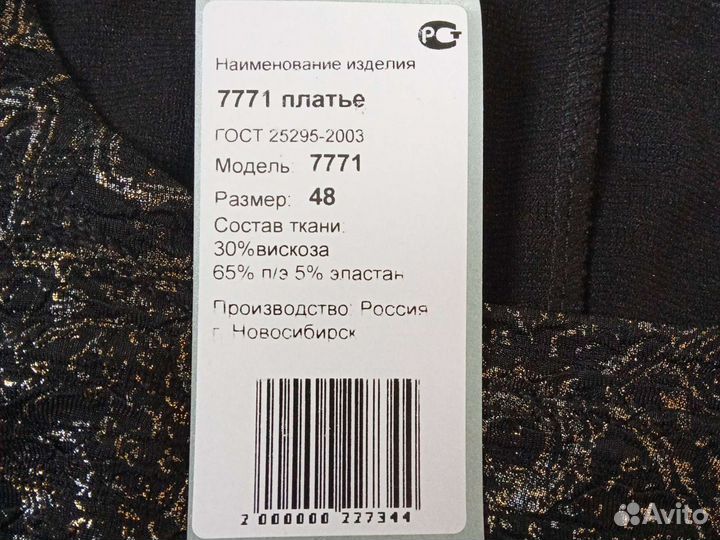 РСТ
Наименование изделия
7771 платье
ГОСТ 25295-2003
Модель: 7771
Размер: 48
Состав ткани:
30%вискоза
65% п/э 5% эластан
Производство: Россия
г. Новосибирск
2 000000 227344
Avito